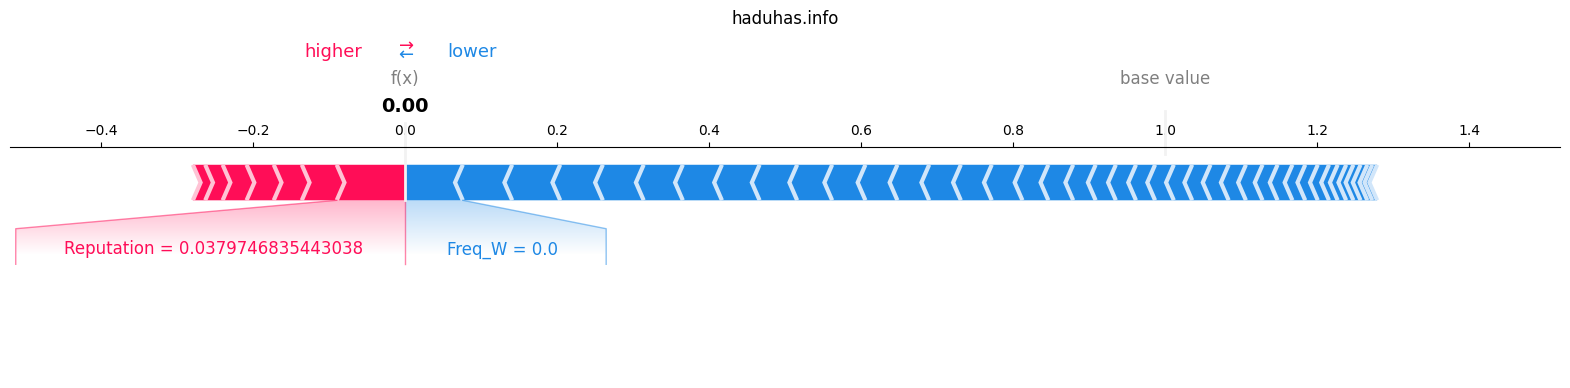 haduhas.info
higher ⇄ lower
f(x) base value
0.00
−0.4 −0.2 0.0 0.2 0.4 0.6 0.8 1.0 1.2 1.4
Reputation = 0.0379746835443038 Freq_W = 0.0